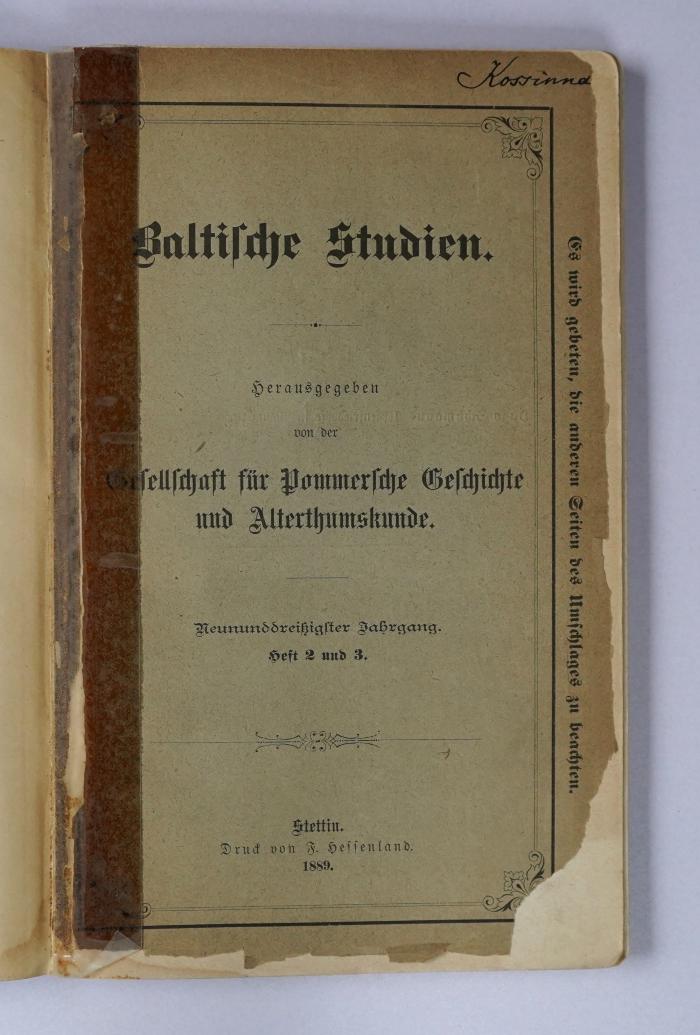 Kossinna
Baltische Studien.
Herausgegeben
von der
Gesellschaft für Pommersche Geschichte
und Alterthumskunde.
Neununddreißigster Jahrgang.
Heft 2 und 3.
Stettin.
Druck von F. Hessenland.
1889.
Es wird gebeten, die anderen Seiten des Umschlages zu beachten.